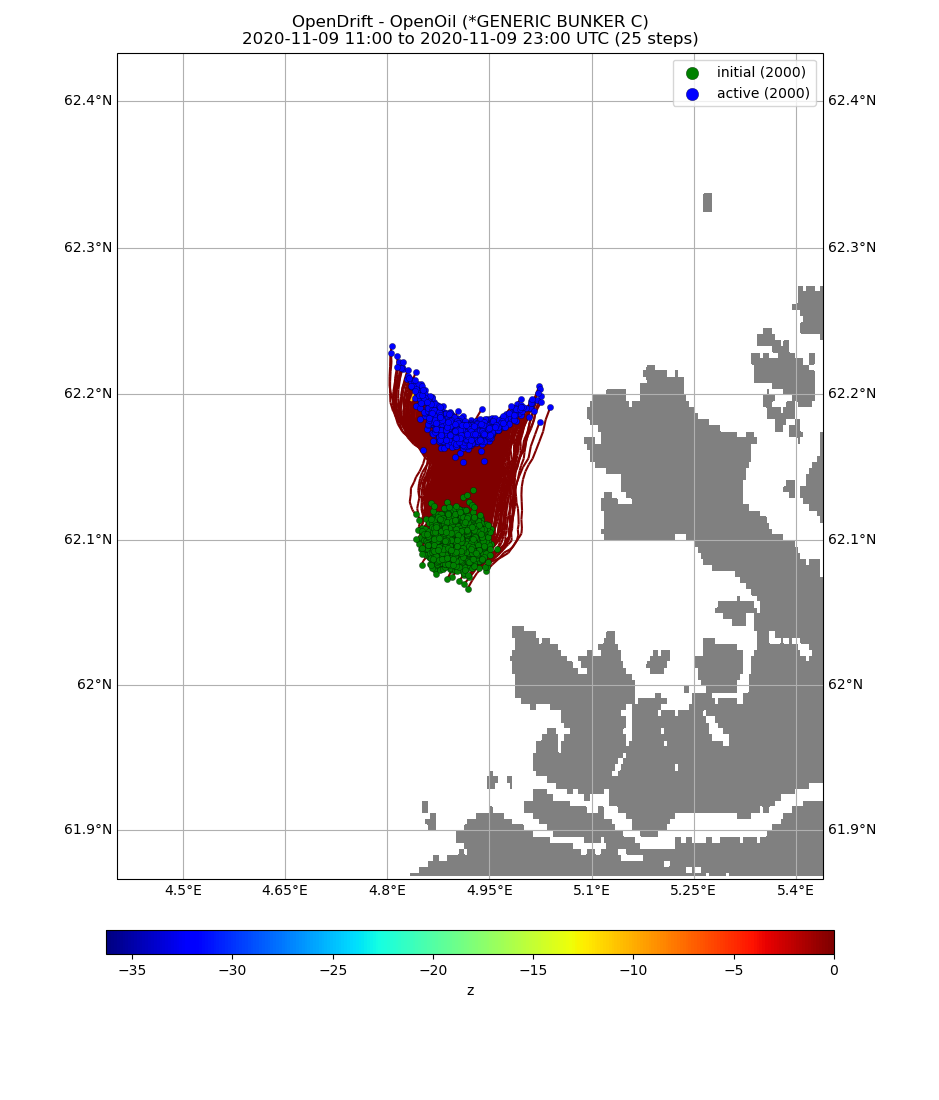 OpenDrift - OpenOil (*GENERIC BUNKER C)
2020-11-09 11:00 to 2020-11-09 23:00 UTC (25 steps)
initial (2000)
active (2000)
62.4°N 62.4°N
62.3°N 62.3°N
62.2°N 62.2°N
62.1°N 62.1°N
62°N 62°N
61.9°N 61.9°N
4.5°E 4.65°E 4.8°E 4.95°E 5.1°E 5.25°E 5.4°E
−35 −30 −25 −20 −15 −10 −5 0
z